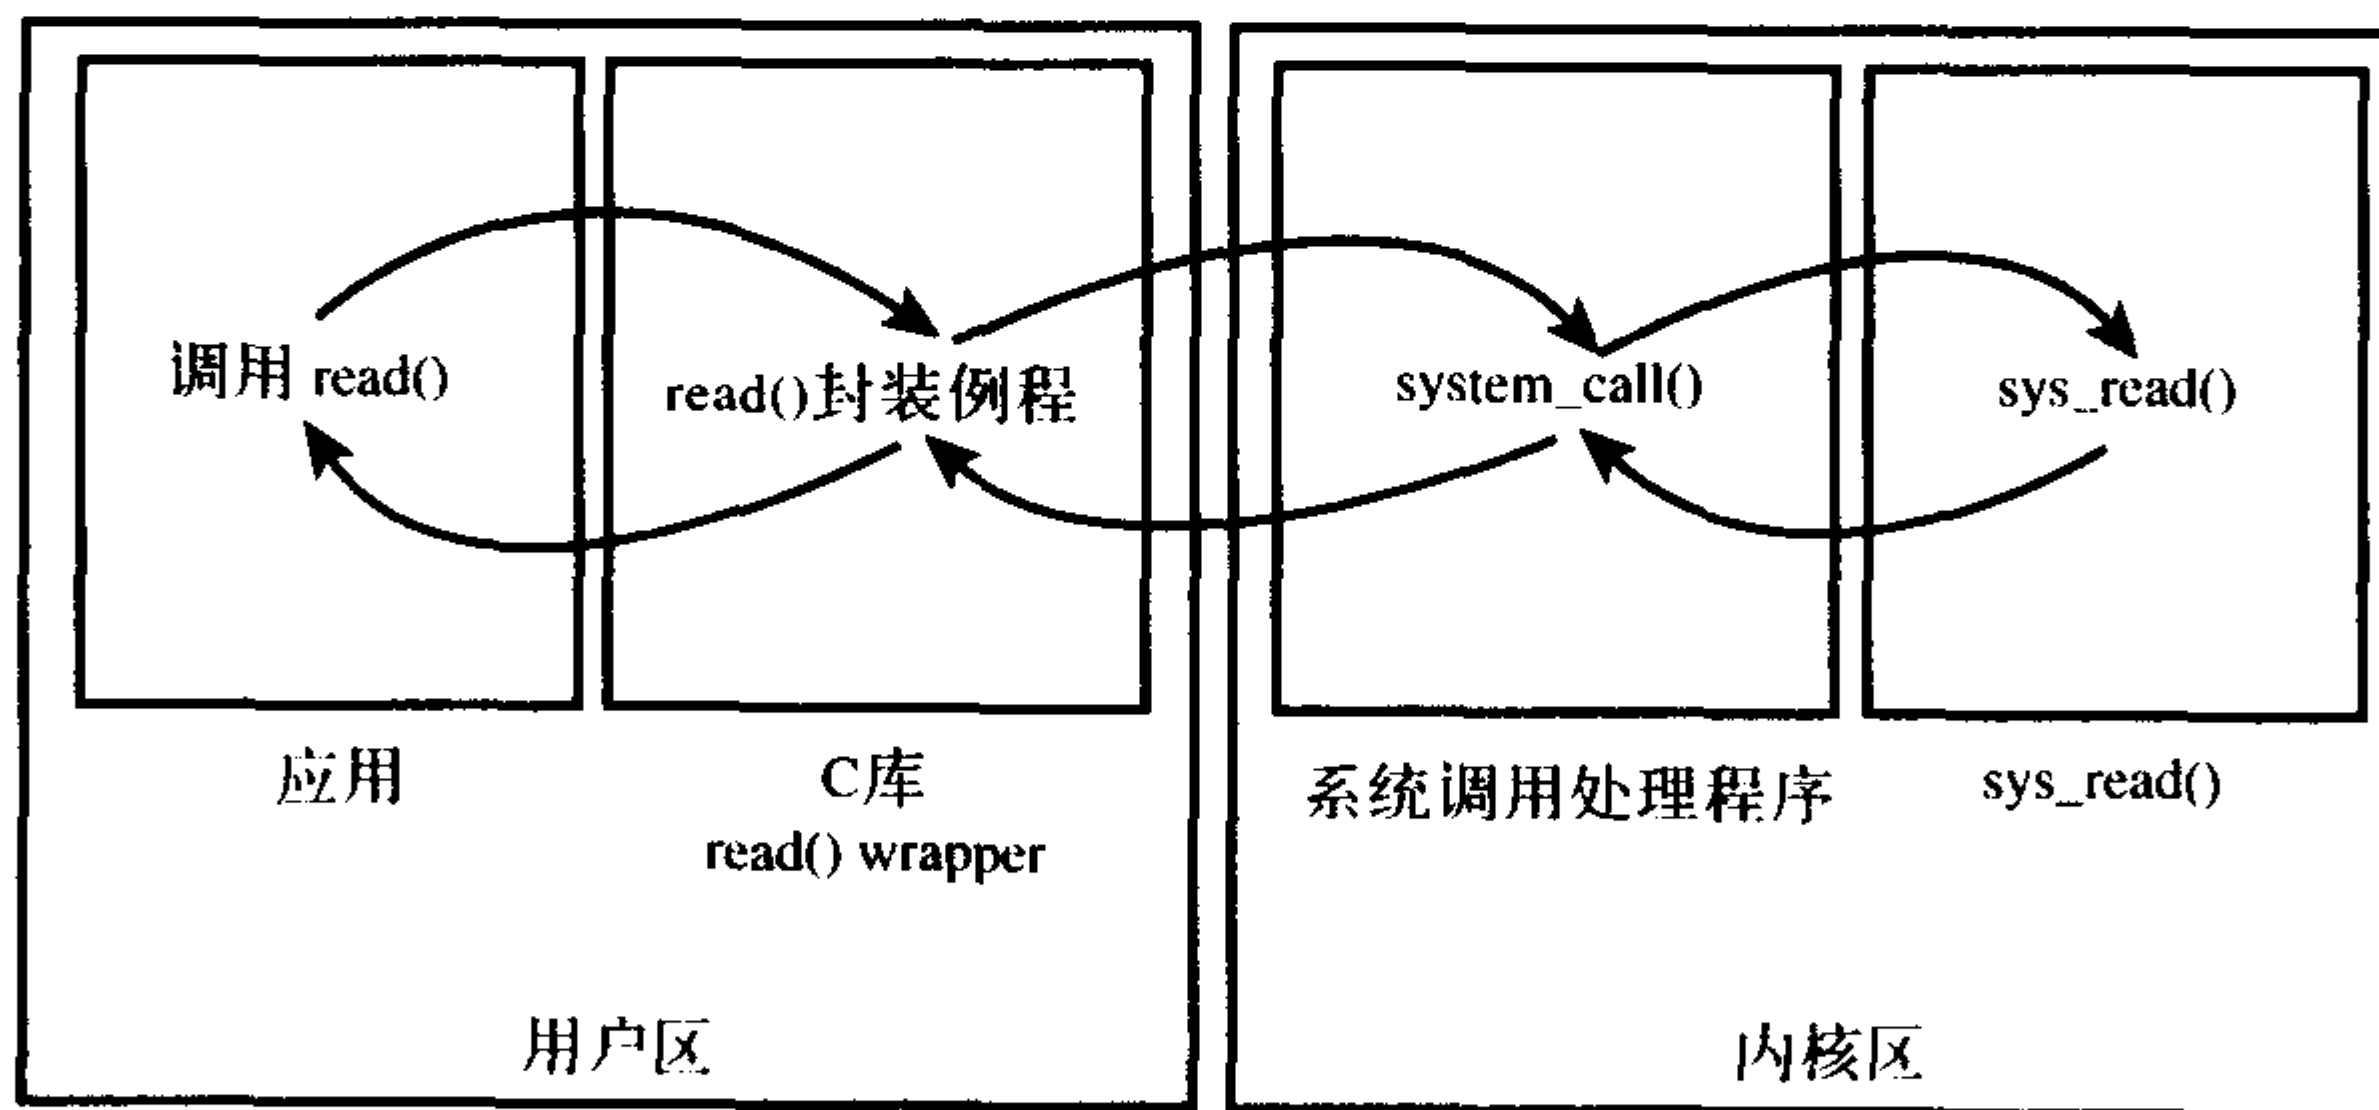 调用 read()
read()封装例程
system_call()
sys_read()
应用
C库
read() wrapper
系统调用处理程序
sys_read()
用户区
内核区